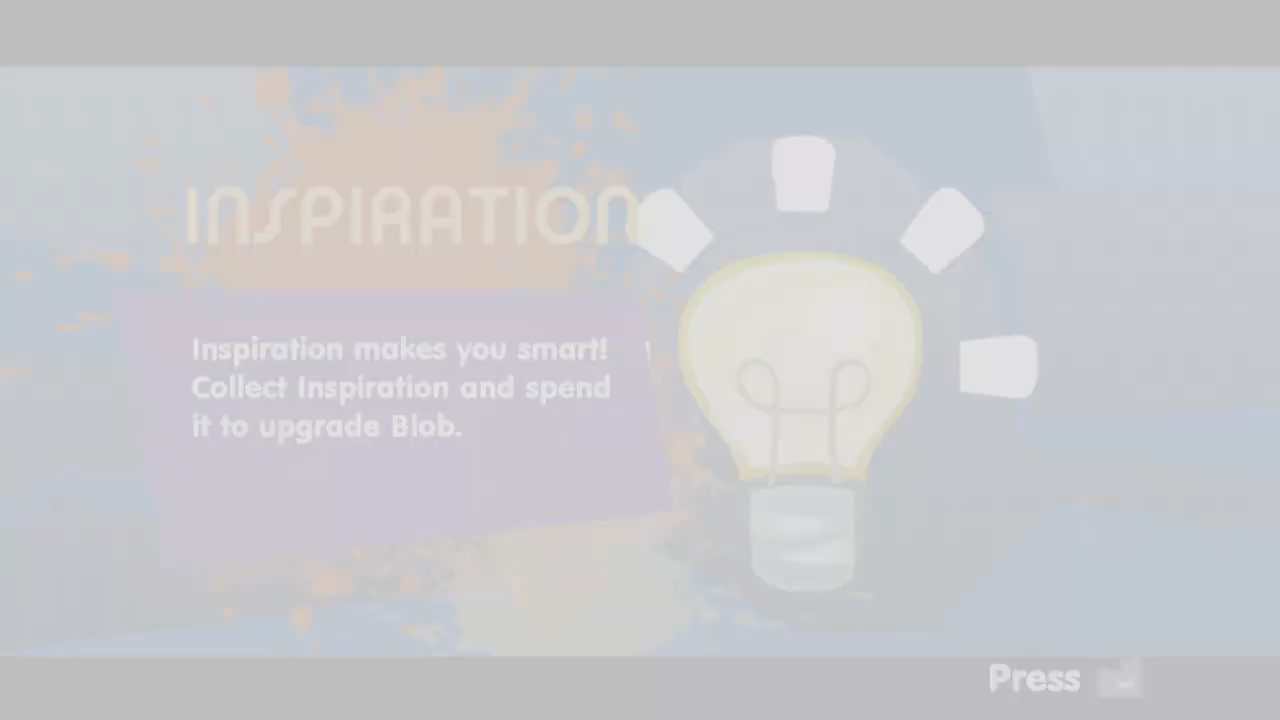 INSPIRATION
Inspiration makes you smart!
Collect Inspiration and spend
it to upgrade Blob.
Press